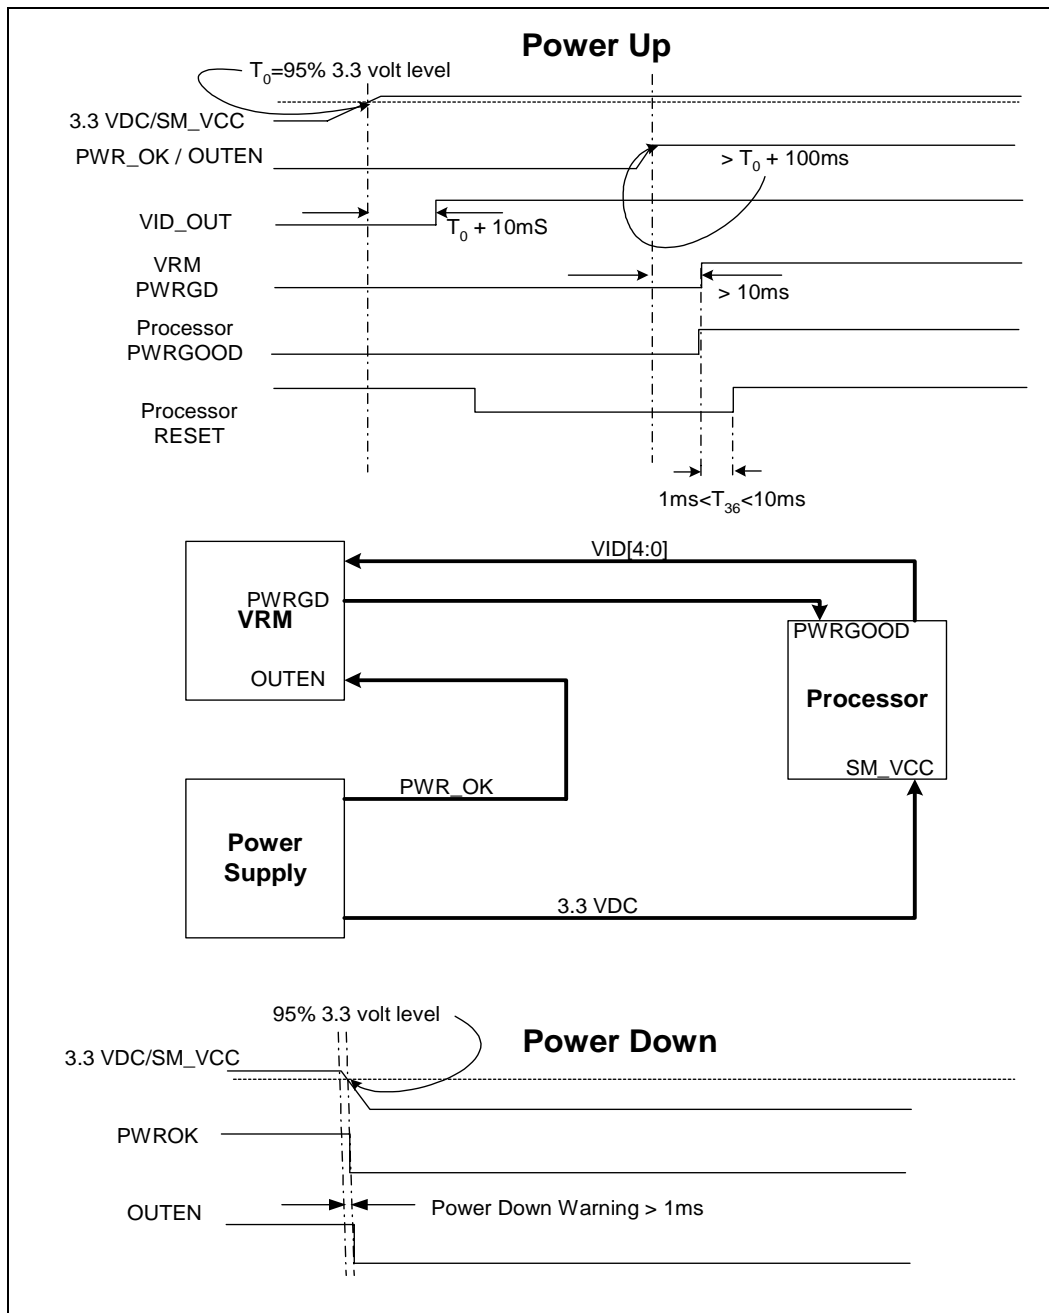 Power Up
T0=95% 3.3 volt level
3.3 VDC/SM_VCC
PWR_OK / OUTEN
> T0 + 100ms
VID_OUT
T0 + 10mS
VRM
PWRGD
> 10ms
Processor
PWRGOOD
Processor
RESET
1ms<T36<10ms
VID[4:0]
PWRGD
VRM
OUTEN
PWRGOOD
Processor
SM_VCC
PWR_OK
Power
Supply
3.3 VDC
95% 3.3 volt level
Power Down
3.3 VDC/SM_VCC
PWROK
Power Down Warning > 1ms
OUTEN